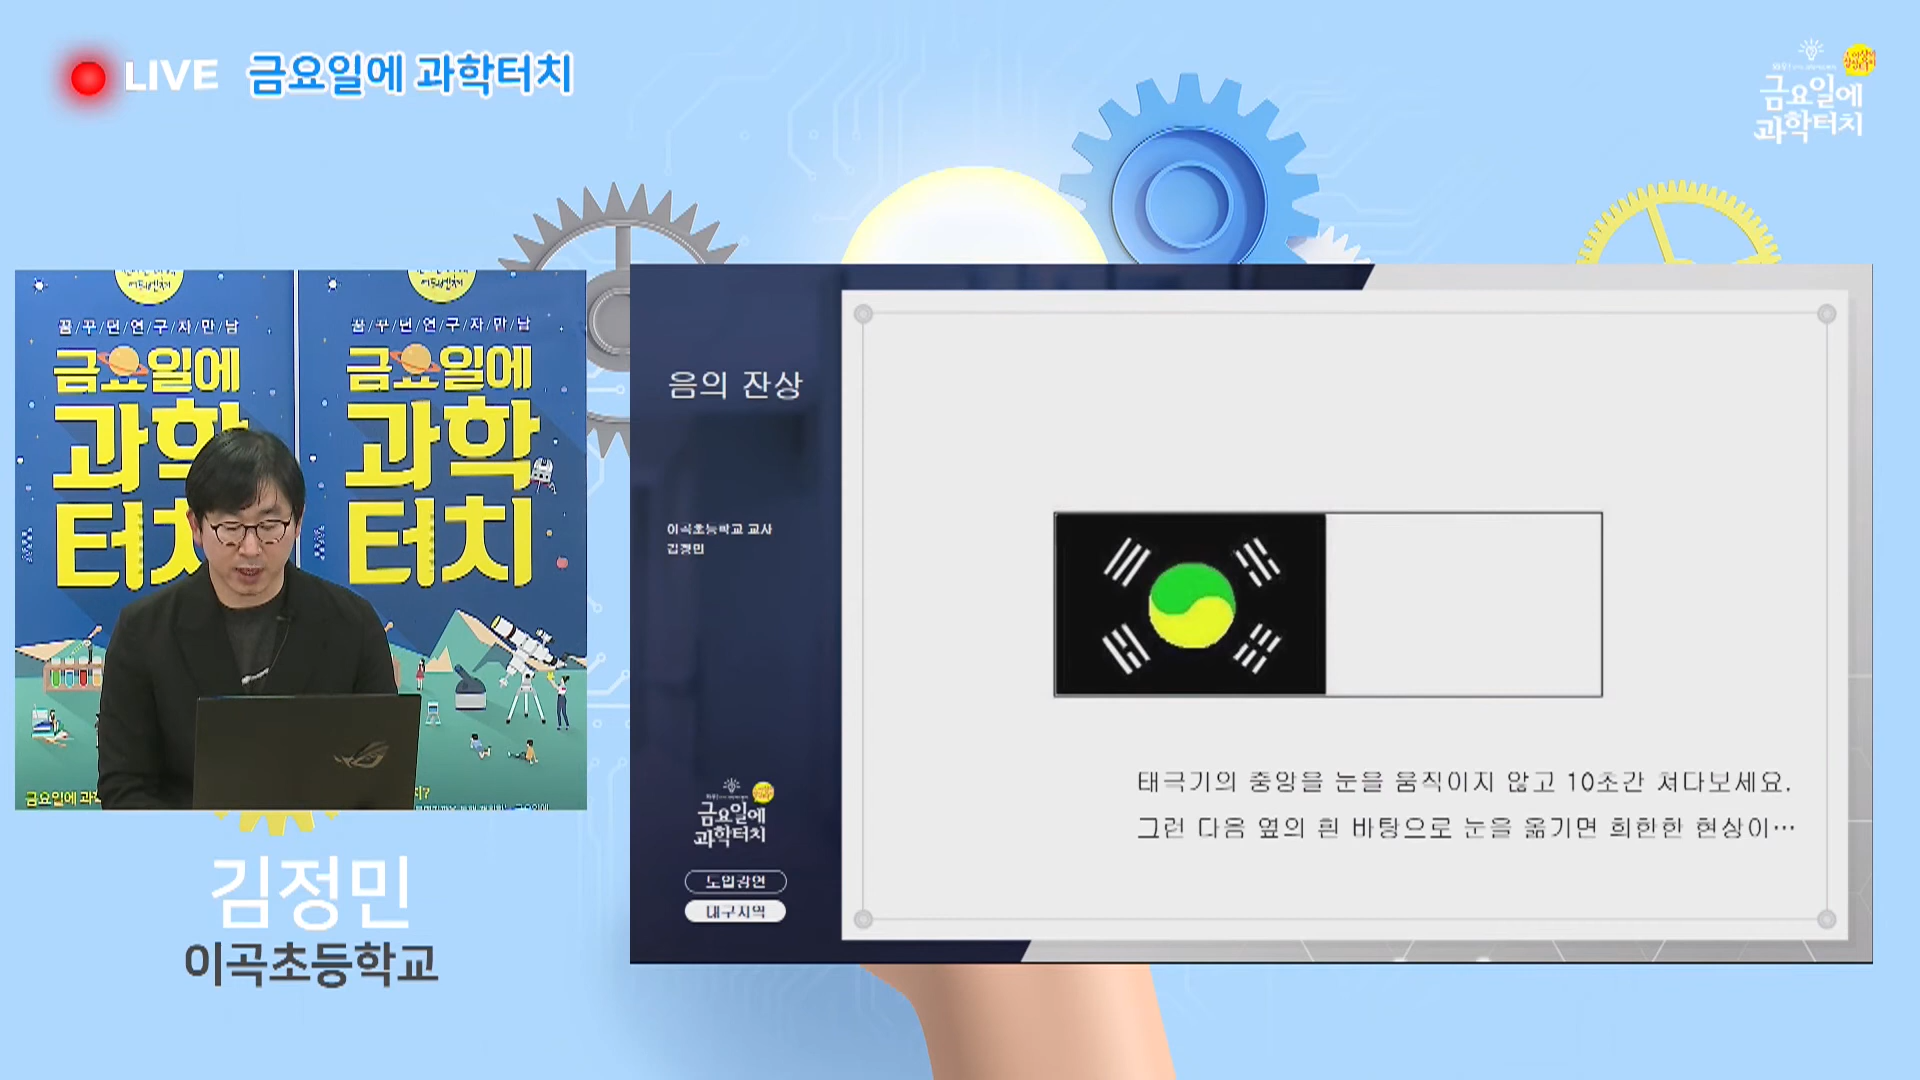 LIVE 금요일에 과학터치
금요일에
과학터치
꿈/꾸/던/연/구/자/만/남
금요일에
과학
터치
꿈/꾸/던/연/구/자/만/남
금요일에
과학
터치
금요일에 과학
김정민
이곡초등학교
음의 잔상
이곡초등학교 교사
김정민
금요일에
과학터치
도입강연
대구지역
태극기의 중앙을 눈을 움직이지 않고 10초간 쳐다보세요.
그런 다음 옆의 흰 바탕으로 눈을 옮기면 희한한 현상이…